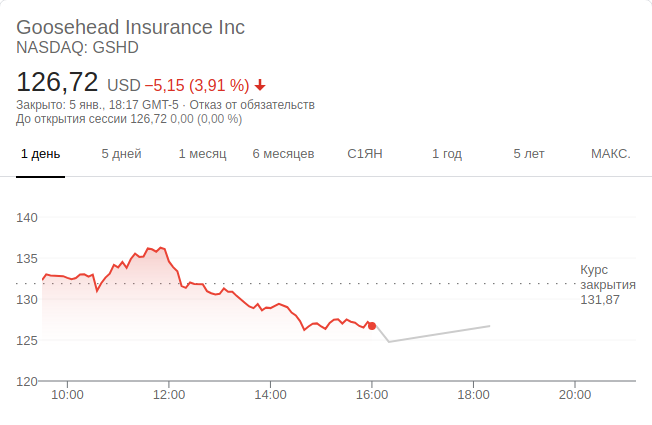 Goosehead Insurance Inc
NASDAQ: GSHD
126,72 USD −5,15 (3,91 %)
Закрыто: 5 янв., 18:17 GMT-5 · Отказ от обязательств
До открытия сессии 126,72 0,00 (0,00 %)
1 день 5 дней 1 месяц 6 месяцев С1ЯН 1 год 5 лет МАКС.
140
135
Курс
закрытия
131,87
130
125
120
10:00 12:00 14:00 16:00 18:00 20:00